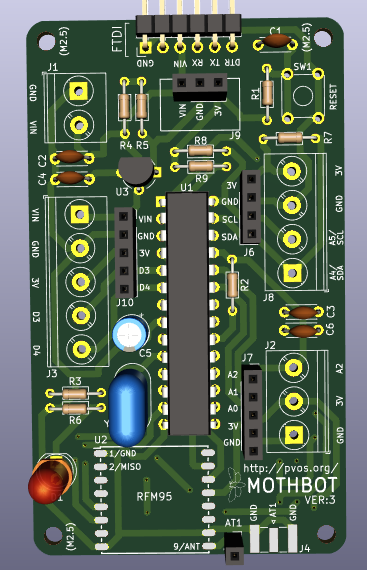 (M2.5)
FTDI
GND
VIN
RX
TX
DTR
C1
(M2.5)
J1
GND
VIN
R4 R5
VIN
GND
3V
J9
R1
SW1
RESET
R7
C2
C4
U3
R8
R9
U1
VIN
GND
3V
D3
D4
J3
VIN
GND
3V
D3
D4
J10
3V
GND
SCL
SDA
J6
3V
GND
A5/
SCL
A4/
SDA
J8
R2
C5
C3
C6
J2
A2
3V
GND
J7
A2
A1
A0
3V
GND
R3
R6
Y
U2
1/GND
2/MISO
RFM95
9/ANT
1
(M2.5)
http://pvos.org/
MOTHBOT
VER:3
AT1
GND
AT1
GND
J4
(M2.5)